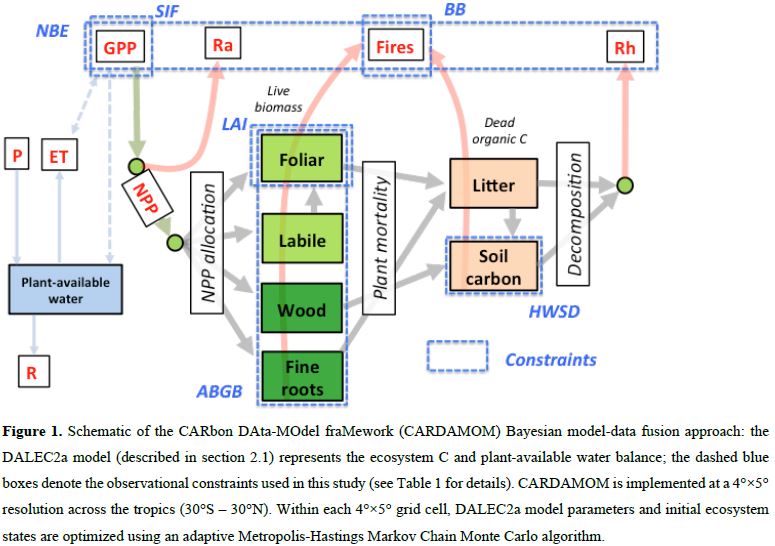 NBE
SIF
BB
GPP
Ra
Fires
Rh
Live
biomass
Dead
organic C
LAI
P
ET
NPP
NPP allocation
Foliar
Labile
Wood
Fine
roots
Plant mortality
Litter
Soil
carbon
Decomposition
Plant-available
water
R
HWSD
ABGB
Constraints
Figure 1. Schematic of the CARbon DAta-MOdel fraMework (CARDAMOM) Bayesian model-data fusion approach: the
DALEC2a model (described in section 2.1) represents the ecosystem C and plant-available water balance; the dashed blue
boxes denote the observational constraints used in this study (see Table 1 for details). CARDAMOM is implemented at a 4°×5°
resolution across the tropics (30°S – 30°N). Within each 4°×5° grid cell, DALEC2a model parameters and initial ecosystem
states are optimized using an adaptive Metropolis-Hastings Markov Chain Monte Carlo algorithm.